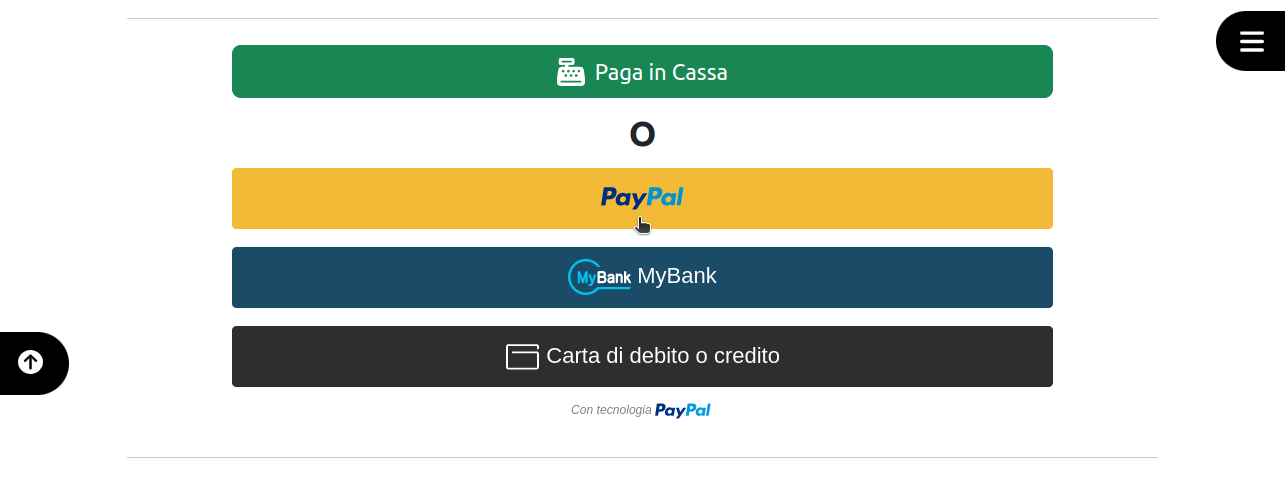 Paga in Cassa
O
PayPal
MyBank MyBank
Carta di debito o credito
Con tecnologia PayPal